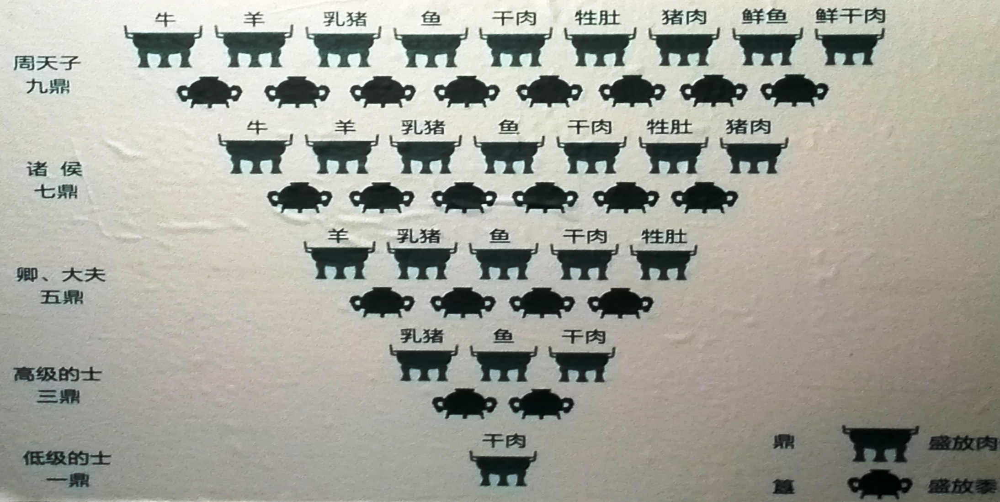 牛 羊 乳猪 鱼 干肉 牲肚 猪肉 鲜鱼 鲜干肉
周天子
九鼎
牛 羊 乳猪 鱼 干肉 牲肚 猪肉
诸 侯
七鼎
羊 乳猪 鱼 干肉 牲肚
卿、大夫
五鼎
乳猪 鱼 干肉
高级的士
三鼎
干肉
低级的士
一鼎
鼎 盛放肉
簋 盛放黍